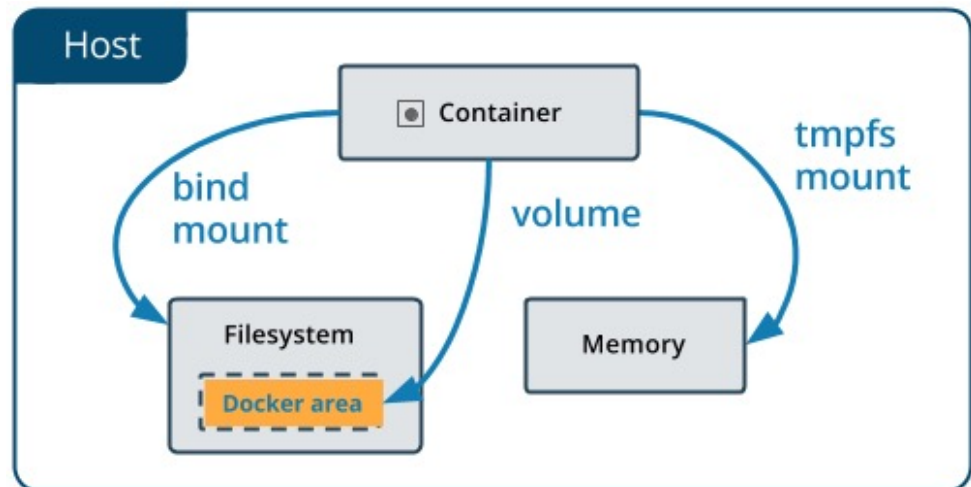 Host
Container
bind
mount
volume
tmpfs
mount
Filesystem
Docker area
Memory